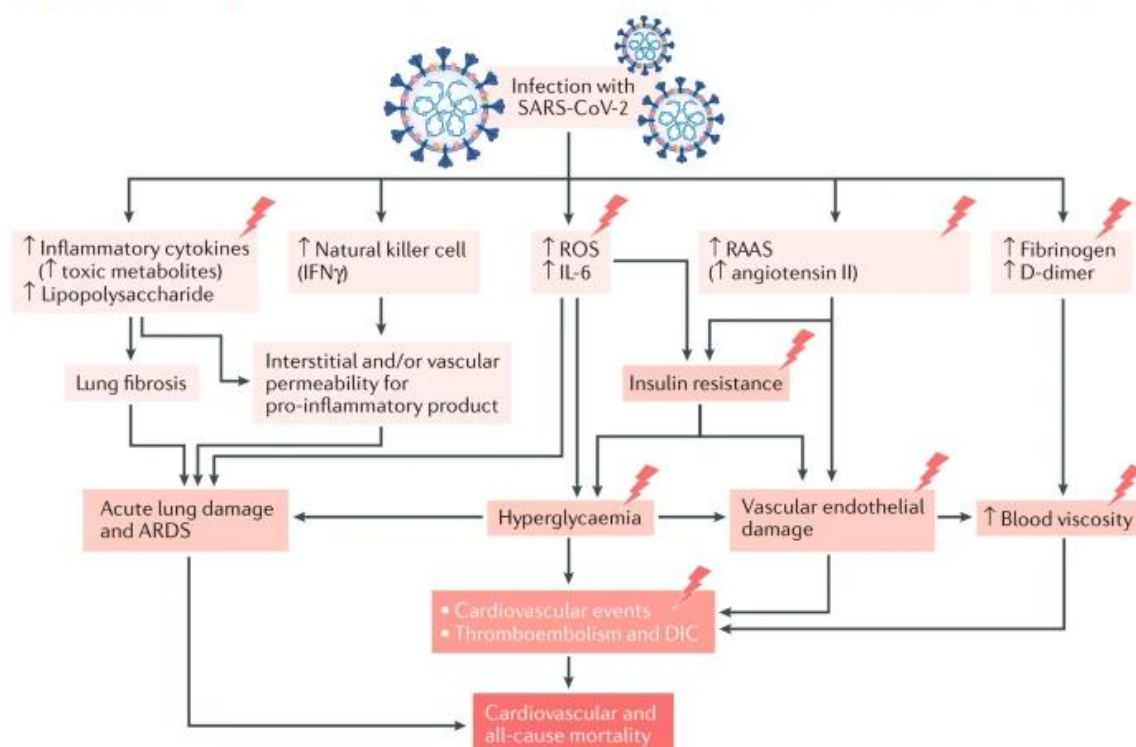 Infection with
SARS-CoV-2
↑ Inflammatory cytokines
(↑ toxic metabolites)
↑ Lipopolysaccharide
↑ Natural killer cell
(IFNγ)
↑ ROS
↑ IL-6
↑ RAAS
(↑ angiotensin II)
↑ Fibrinogen
↑ D-dimer
Lung fibrosis
Interstitial and/or vascular
permeability for
pro-inflammatory product
Insulin resistance
Acute lung damage
and ARDS
Hyperglycaemia
Vascular endothelial
damage
↑ Blood viscosity
• Cardiovascular events
• Thromboembolism and DIC
Cardiovascular and
all-cause mortality